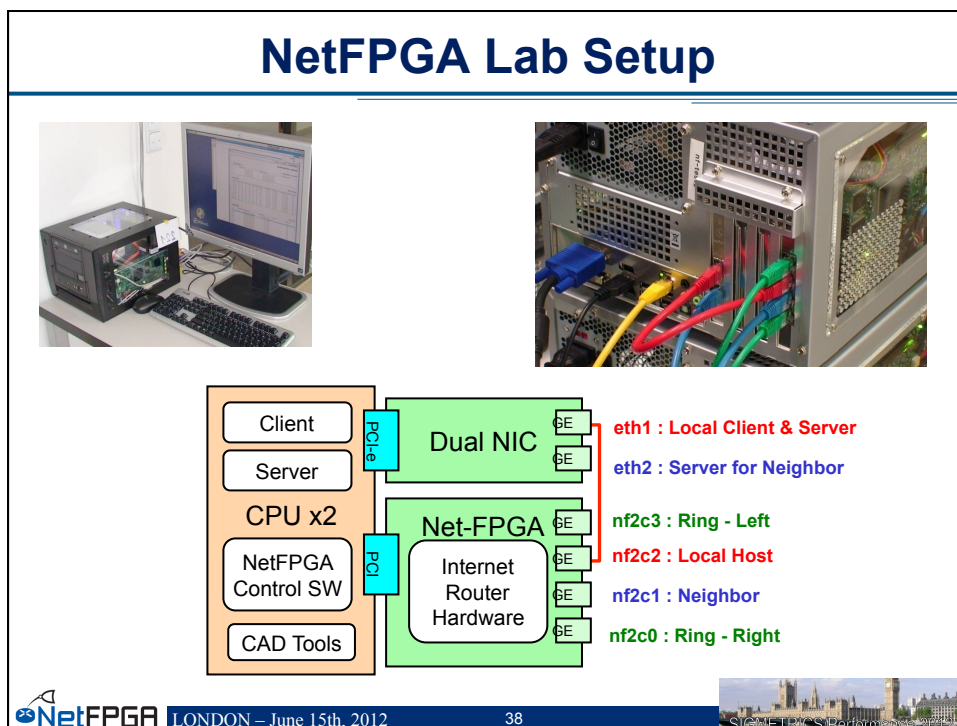 NetFPGA Lab Setup
Client
Server
CPU x2
NetFPGA
Control SW
CAD Tools
PCI-e
PCI
Dual NIC
GE
GE
Net-FPGA
Internet
Router
Hardware
GE
GE
GE
GE
eth1 : Local Client & Server
eth2 : Server for Neighbor
nf2c3 : Ring - Left
nf2c2 : Local Host
nf2c1 : Neighbor
nf2c0 : Ring - Right
NetFPGA
LONDON – June 15th, 2012
38